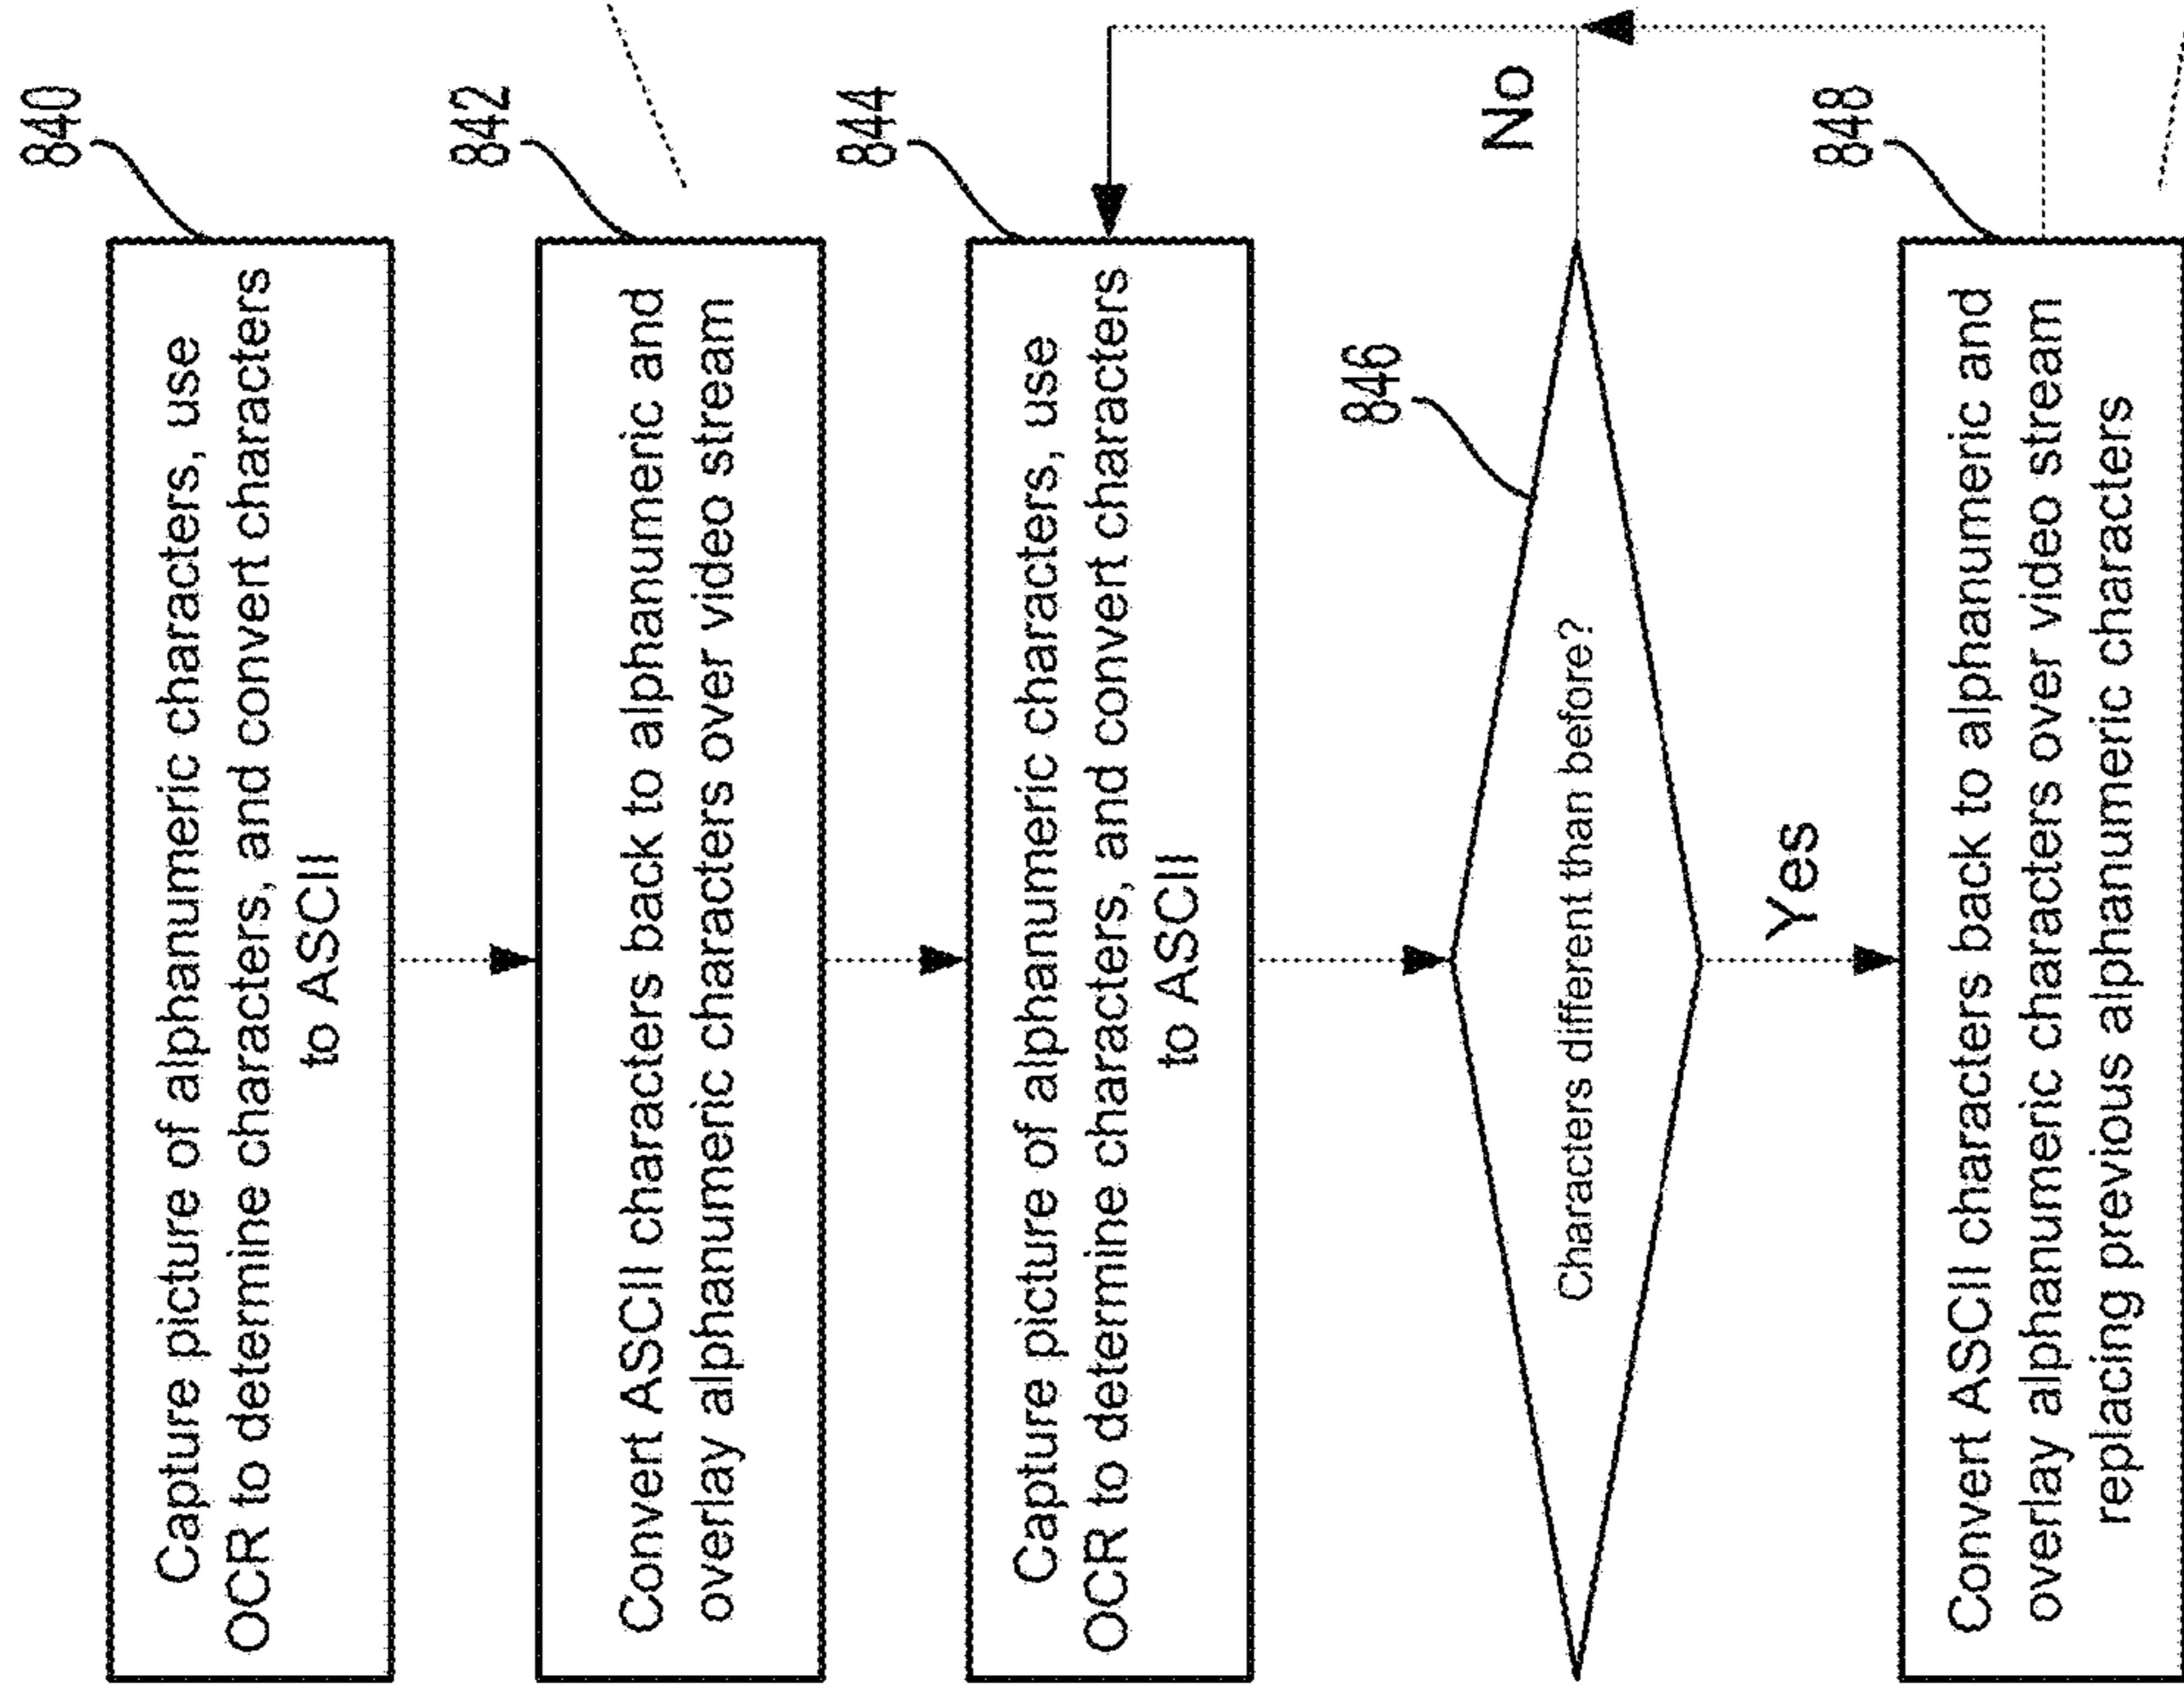 840
Capture picture of alphanumeric characters, use
OCR to determine characters, and convert characters
to ASCII
842
Convert ASCII characters back to alphanumeric and
overlay alphanumeric characters over video stream
844
Capture picture of alphanumeric characters, use
OCR to determine characters, and convert characters
to ASCII
846
Characters different than before?
No
Yes
848
Convert ASCII characters back to alphanumeric and
overlay alphanumeric characters over video stream
replacing previous alphanumeric characters